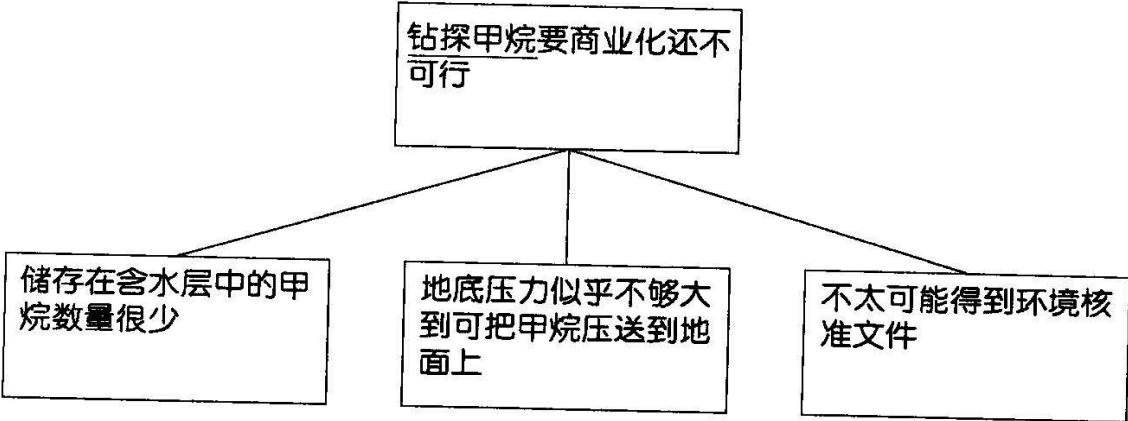 钻探甲烷要商业化还不
可行
储存在含水层中的甲
烷数量很少
地底压力似乎不够大
到可把甲烷压送到地
面上
不太可能得到环境核
准文件